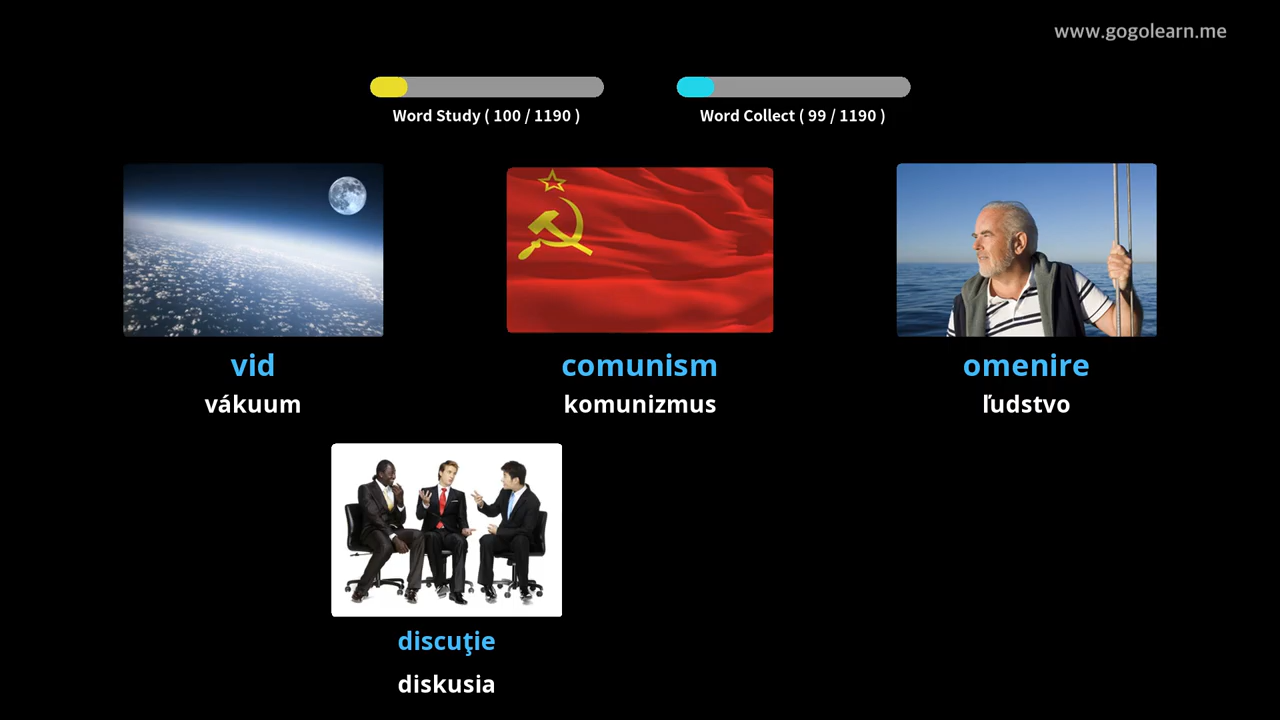 www.gogolearn.me
Word Study ( 100 / 1190 )
Word Collect ( 99 / 1190 )
vid
vákuum
comunism
komunizmus
omenire
ľudstvo
discuţie
diskusia